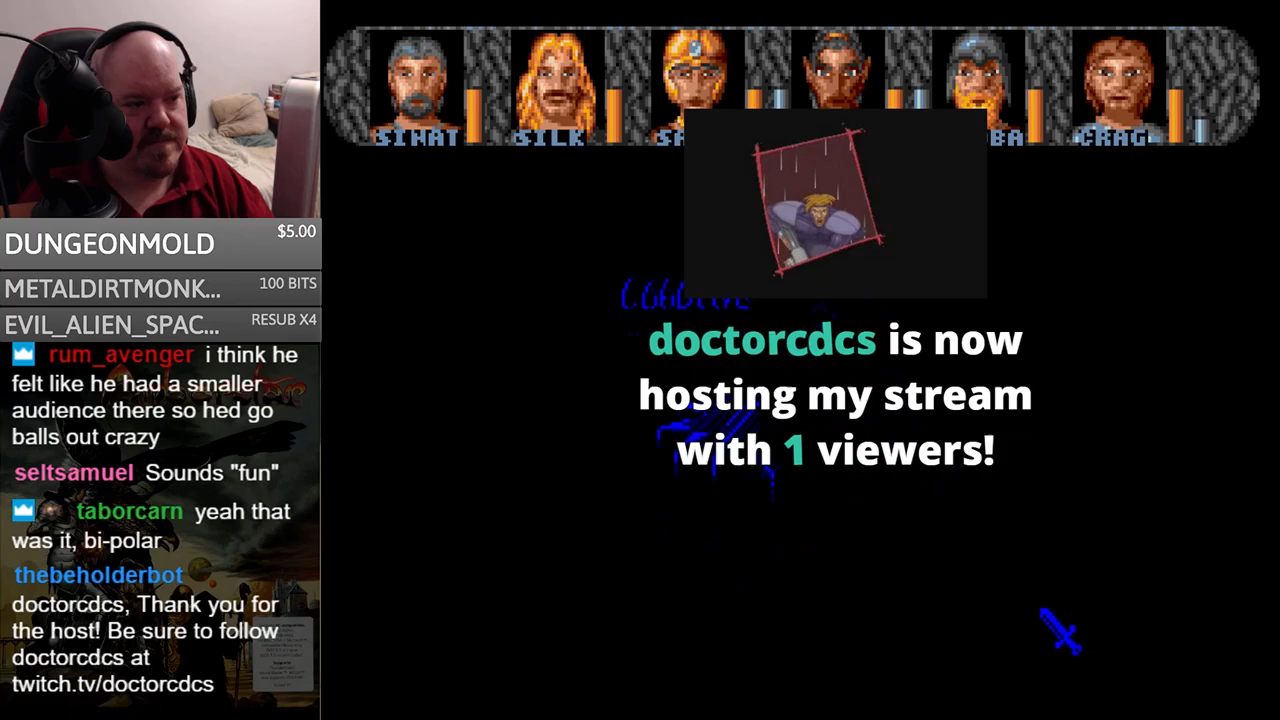 SINAT
SILK
SA
BA
CRAG
DUNGEONMOLD
$5.00
METALDIRTMONK...
100 BITS
EVIL_ALIEN_SPAC...
RESUB X4
rum_avenger i think he
felt like he had a smaller
audience there so hed go
balls out crazy
seltsamuel Sounds "fun"
taborcarn yeah that
was it, bi-polar
thebeholderbot
doctorcdcs, Thank you for
the host! Be sure to follow
doctorcdcs at
twitch.tv/doctorcdcs
doctorcdcs is now
hosting my stream
with 1 viewers!